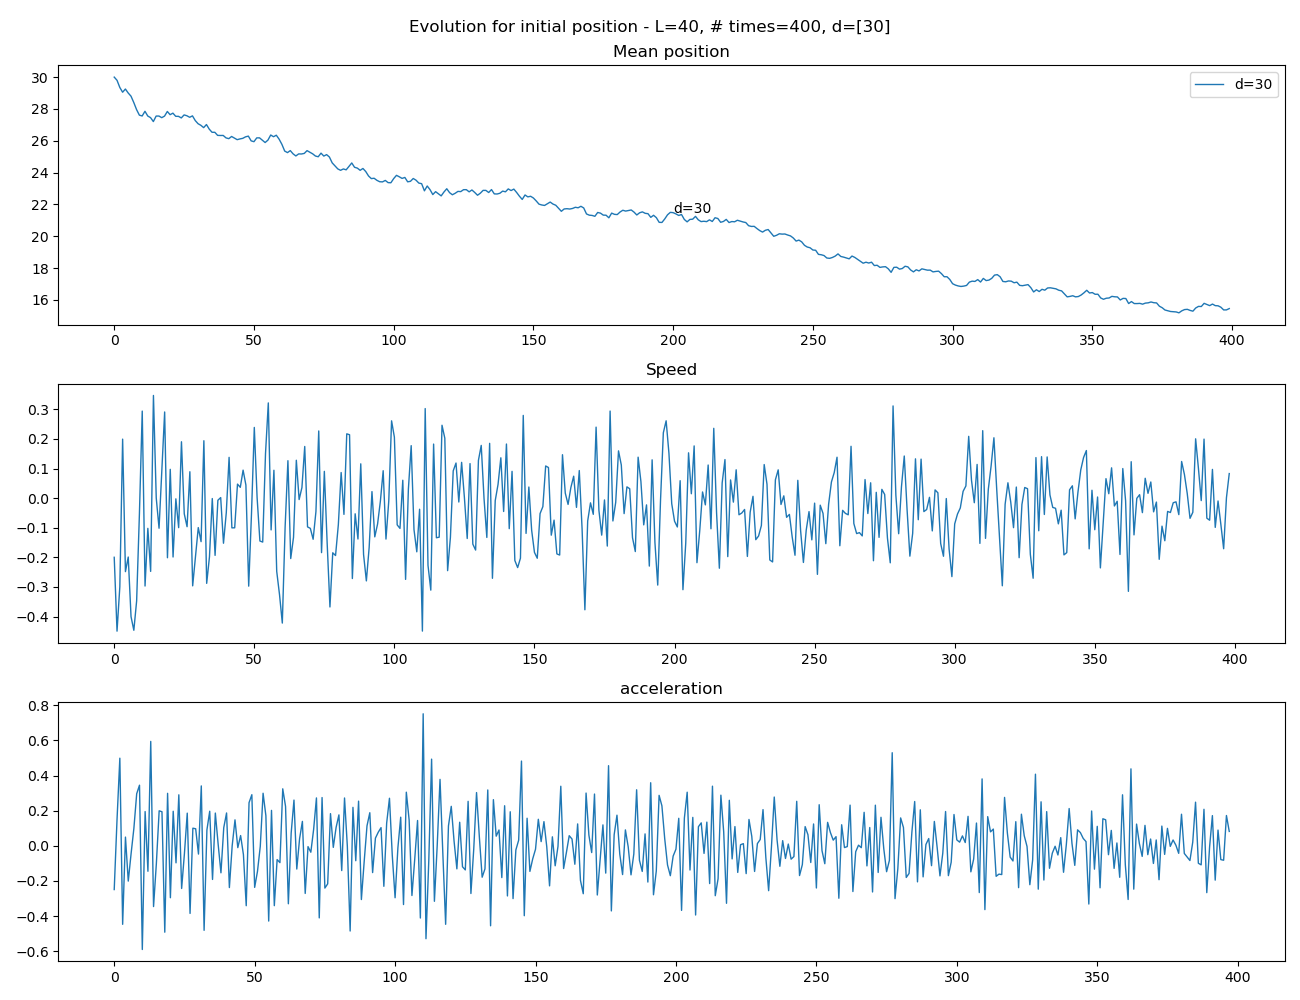 Evolution for initial position - L=40, # times=400, d=[30]
Mean position
30
28
26
24
22
20
18
16
d=30
d=30
0 50 100 150 200 250 300 350 400
Speed
0.3
0.2
0.1
0.0
−0.1
−0.2
−0.3
−0.4
0 50 100 150 200 250 300 350 400
acceleration
0.8
0.6
0.4
0.2
0.0
−0.2
−0.4
−0.6
0 50 100 150 200 250 300 350 400